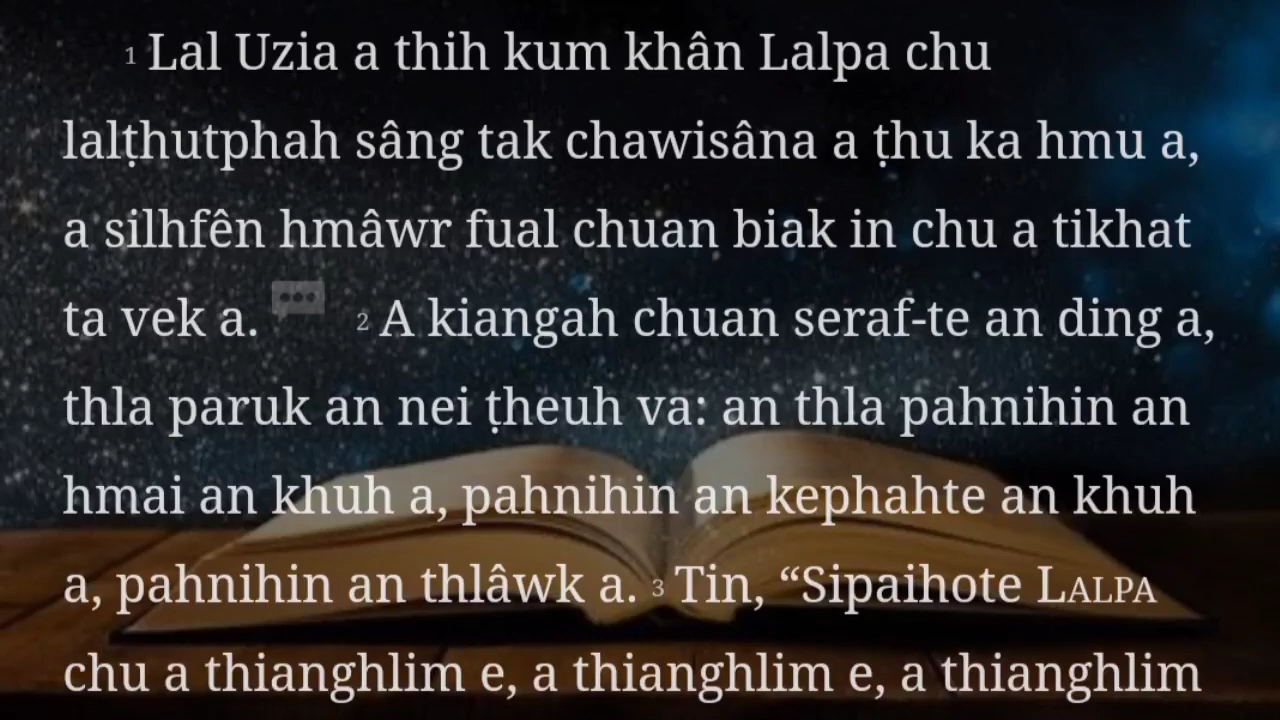 1 Lal Uzia a thih kum khân Lalpa chu
lalṭhutphah sâng tak chawisâna a ṭhu ka hmu a,
a silhfên hmâwr fual chuan biak in chu a tikhat
ta vek a. 2 A kiangah chuan seraf-te an ding a,
thla paruk an nei ṭheuh va: an thla pahnihin an
hmai an khuh a, pahnihin an kephahte an khuh
a, pahnihin an thlâwk a. 3 Tin, “Sipaihote LALPA
chu a thianghlim e, a thianghlim e, a thianghlim